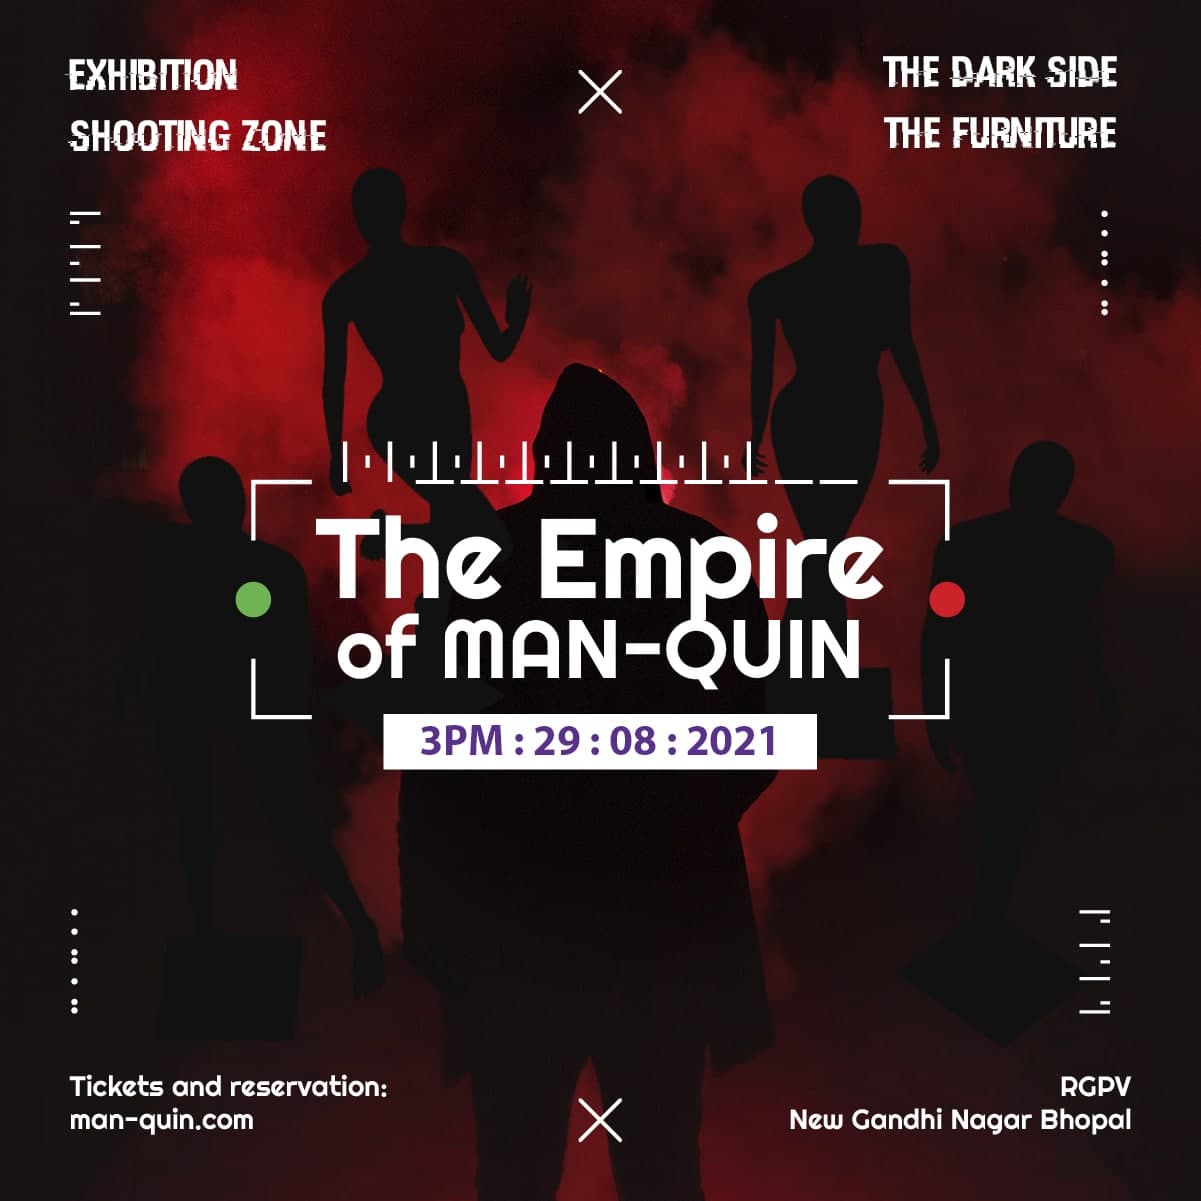 EXHIBITION
SHOOTING ZONE
THE DARK SIDE
THE FURNITURE
The Empire
of MAN-QUIN
3PM : 29 : 08 : 2021
Tickets and reservation:
man-quin.com
RGPV
New Gandhi Nagar Bhopal